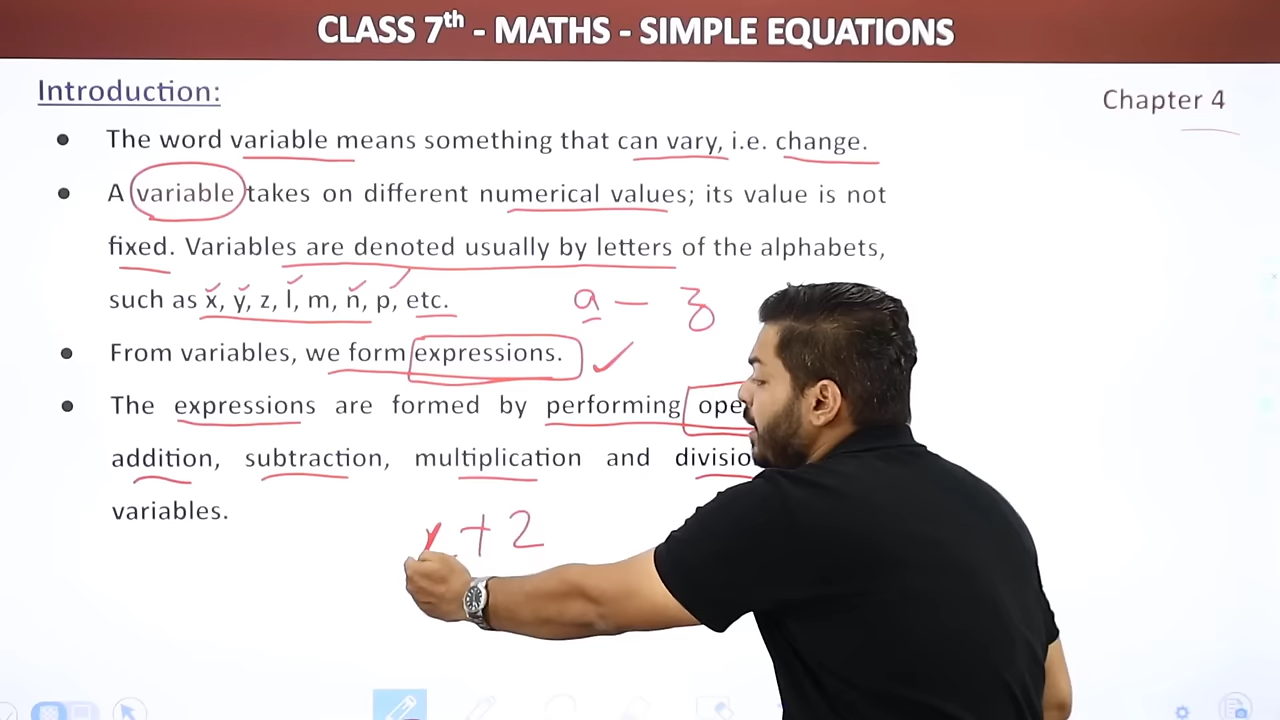 CLASS 7th - MATHS - SIMPLE EQUATIONS
Introduction:
Chapter 4
• The word variable means something that can vary, i.e. change.
• A variable takes on different numerical values; its value is not
fixed. Variables are denoted usually by letters of the alphabets,
such as x, y, z, l, m, n, p, etc.
a – z
• From variables, we form expressions.
• The expressions are formed by performing
addition, subtraction, multiplication and
variables.
+ 2